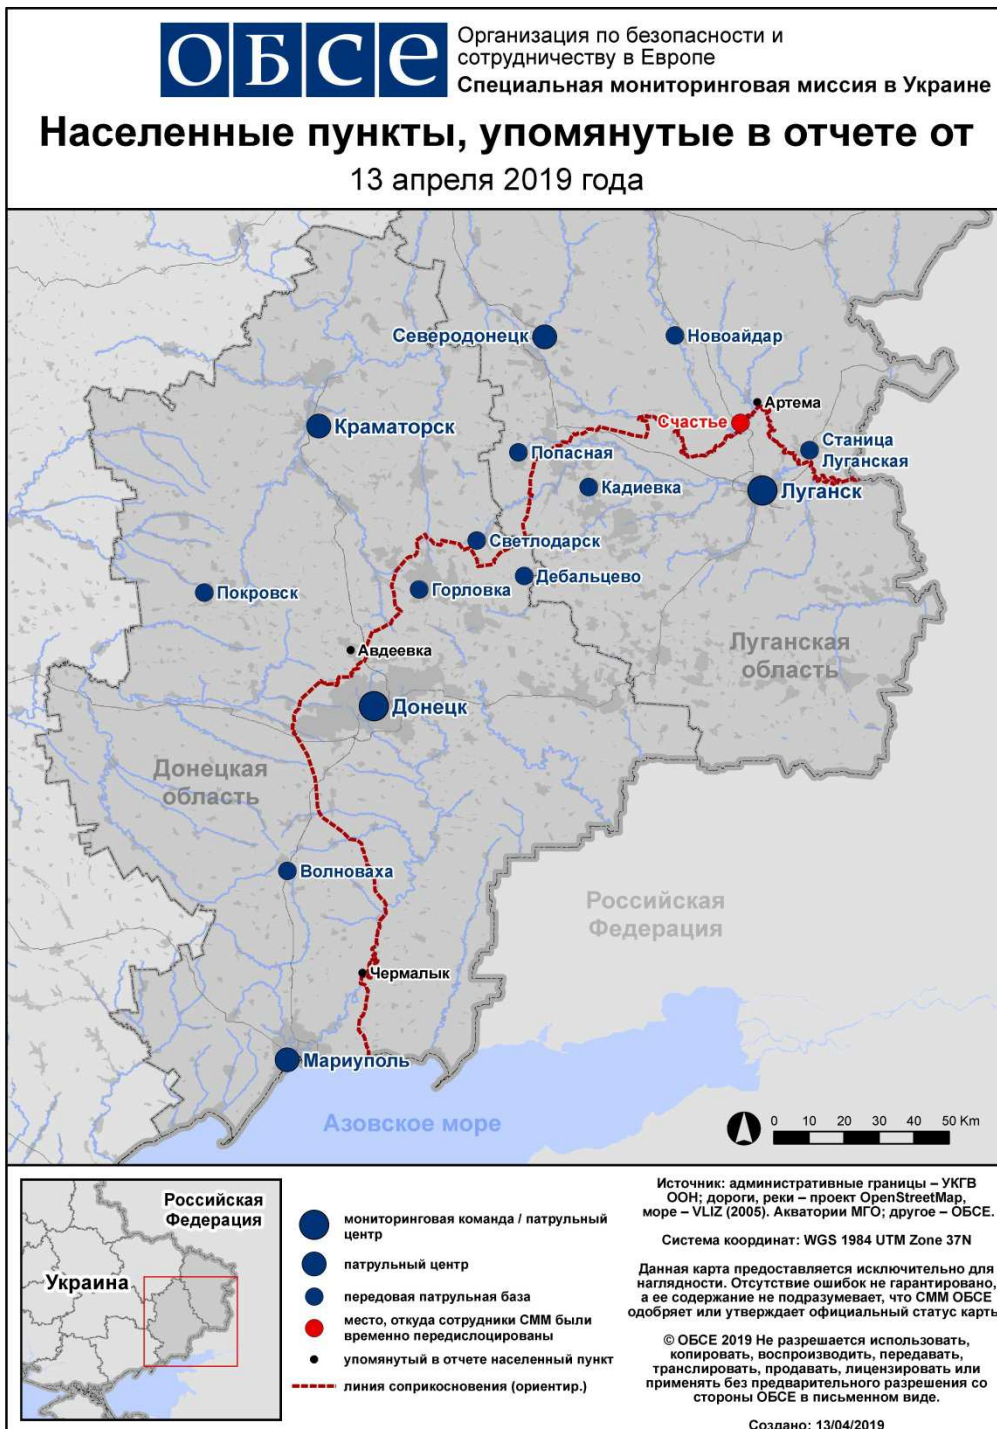 ОБСЕ
Организация по безопасности и
сотрудничеству в Европе
Специальная мониторинговая миссия в Украине
Населенные пункты, упомянутые в отчете от
13 апреля 2019 года
Северодонецк
Новоайдар
Артема
Счастье
Краматорск
Станица
Луганская
Попасная
Кадиевка
Луганск
Светлодарск
Дебальцево
Горловка
Покровск
Авдеевка
Луганская
область
Донецк
Донецкая
область
Волноваха
Российская
Федерация
Чермалык
Мариуполь
Азовское море
0 10 20 30 40 50 Km
Российская
Федерация
Украина
мониторинговая команда / патрульный
центр
патрульный центр
передовая патрульная база
место, откуда сотрудники СММ были
временно передислоцированы
упомянутый в отчете населенный пункт
линия соприкосновения (ориентир.)
Источник: административные границы – УКГВ
ООН; дороги, реки – проект OpenStreetMap,
море – VLIZ (2005). Акватории МГО; другое – ОБСЕ.
Система координат: WGS 1984 UTM Zone 37N
Данная карта предоставляется исключительно для
наглядности. Отсутствие ошибок не гарантировано,
а ее содержание не подразумевает, что СММ ОБСЕ
одобряет или утверждает официальный статус карты
© ОБСЕ 2019 Не разрешается использовать,
копировать, воспроизводить, передавать,
транслировать, продавать, лицензировать или
применять без предварительного разрешения со
стороны ОБСЕ в письменном виде.
Создано: 13/04/2019